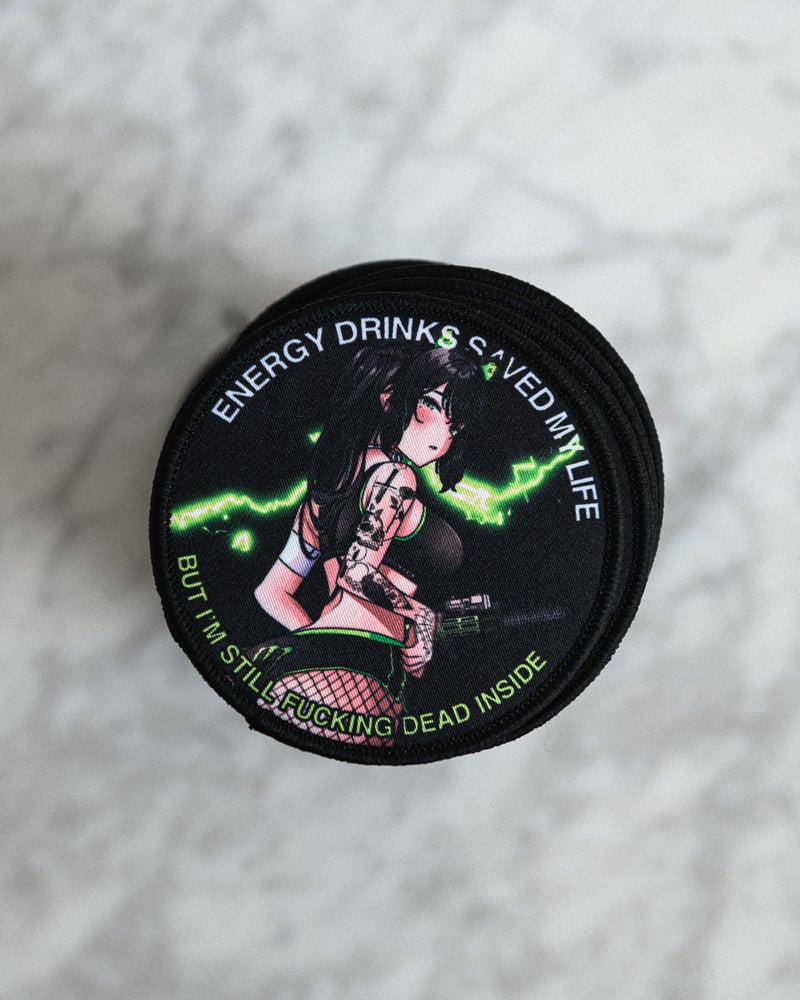 ENERGY DRINKS SAVED MY LIFE
BUT I'M STILL FUCKING DEAD INSIDE